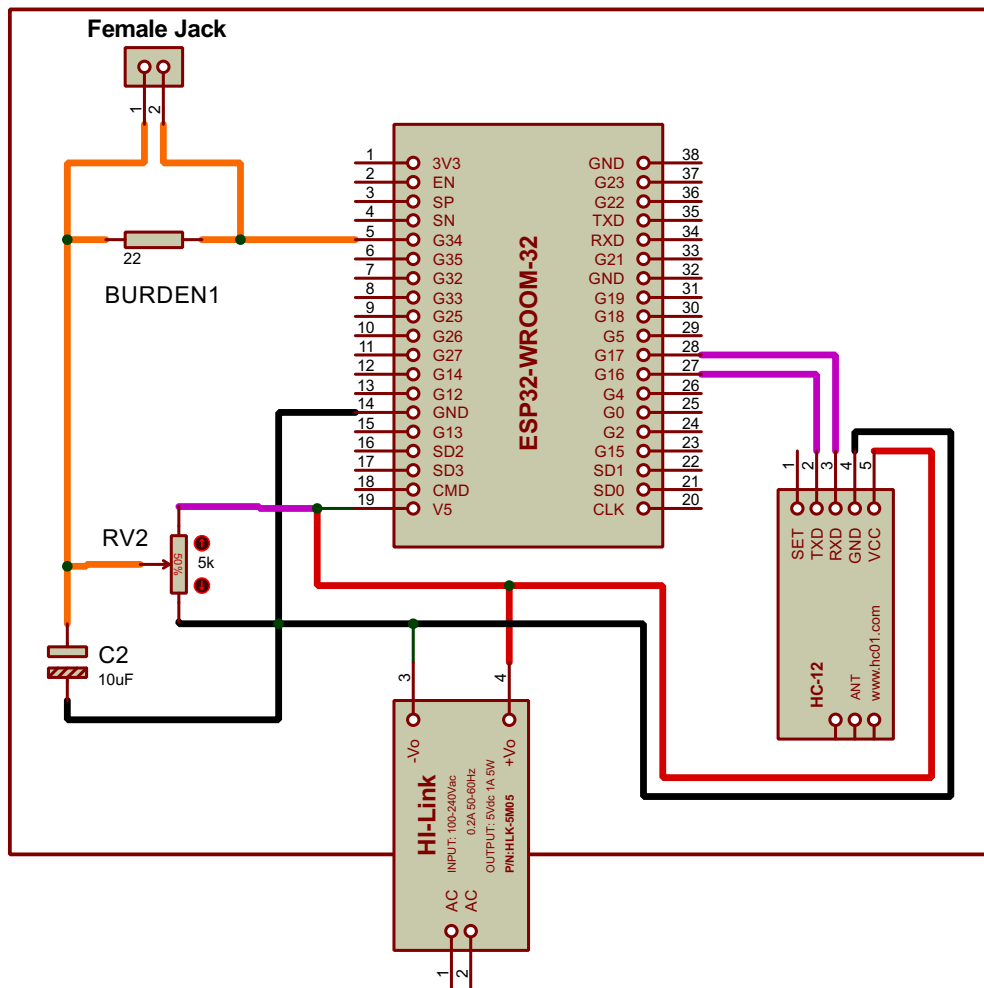 Female Jack
1
2
22
BURDEN1
1 3V3
2 EN
3 SP
4 SN
5 G34
6 G35
7 G32
8 G33
9 G25
10 G26
11 G27
12 G14
13 G12
14 GND
15 G13
16 SD2
17 SD3
18 CMD
19 V5
ESP32-WROOM-32
GND 38
G23 37
G22 36
TXD 35
RXD 34
G21 33
GND 32
G19 31
G18 30
G5 29
G17 28
G16 27
G4 26
G0 25
G2 24
G15 23
SD1 22
SD0 21
CLK 20
RV2
50%
5k
C2
10uF
1
2
3
4
5
SET
TXD
RXD
GND
VCC
HC-12
ANT
www.hc01.com
3
4
-Vo
+Vo
HI-Link
INPUT: 100-240Vac
0.2A 50-60Hz
OUTPUT: 5Vdc 1A 5W
P/N:HLK-5M05
AC
AC
1
2